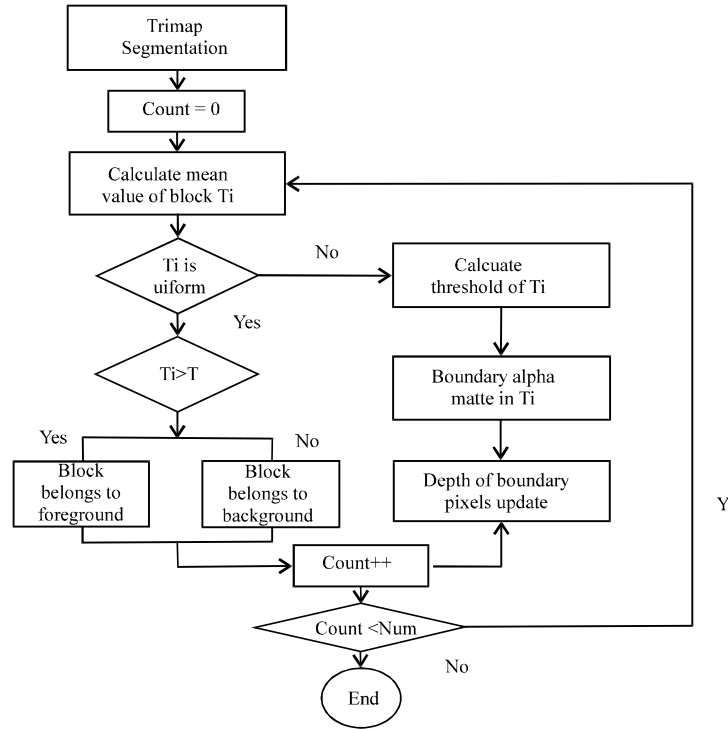 Trimap
Segmentation
Count = 0
Calculate mean
value of block Ti
Ti is
uiform
No
Calcuate
threshold of Ti
Yes
Ti>T
Boundary alpha
matte in Ti
Yes
No
Block
belongs to
foreground
Block
belongs to
background
Depth of boundary
pixels update
Y
Count++
Count <Num
No
End